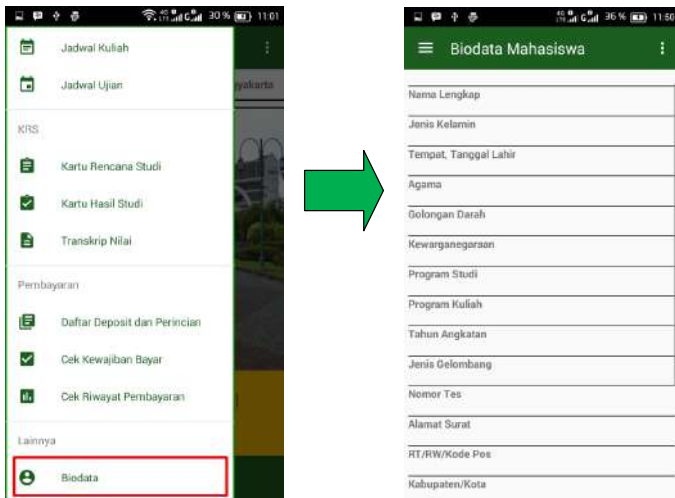 30 % 11:01
Jadwal Kuliah
Jadwal Ujian
yakarta
KRS
Kartu Rencana Studi
Kartu Hasil Studi
Transkrip Nilai
Pembayaran
Daftar Deposit dan Perincian
Cek Kewajiban Bayar
Cek Riwayat Pembayaran
Lainnya
Biodata
36 % 11:50
Biodata Mahasiswa
Nama Lengkap
Jenis Kelamin
Tempat, Tanggal Lahir
Agama
Golongan Darah
Kewarganegaraan
Program Studi
Program Kuliah
Tahun Angkatan
Jenis Gelombang
Nomor Tes
Alamat Surat
RT/RW/Kode Pos
Kabupaten/Kota